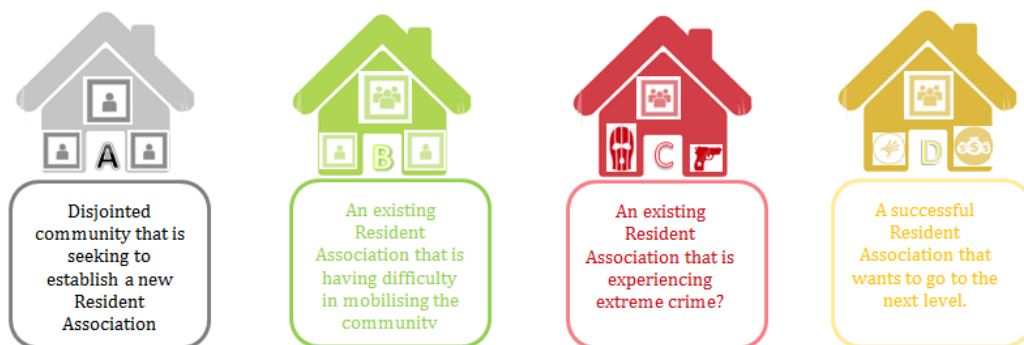 A
B
C
D
Disjointed
community that is
seeking to
establish a new
Resident
Association
An existing
Resident
Association that is
having difficulty
in mobilising the
community
An existing
Resident
Association that is
experiencing
extreme crime?
A successful
Resident
Association that
wants to go to the
next level.